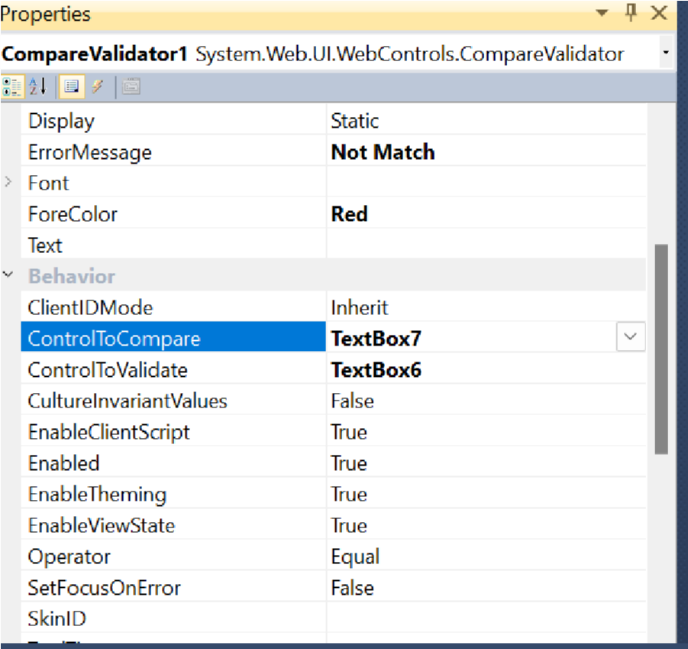 Properties
CompareValidator1 System.Web.UI.WebControls.CompareValidator
Display Static
ErrorMessage Not Match
Font
ForeColor Red
Text
Behavior
ClientIDMode Inherit
ControlToCompare TextBox7
ControlToValidate TextBox6
CultureInvariantValues False
EnableClientScript True
Enabled True
EnableTheming True
EnableViewState True
Operator Equal
SetFocusOnError False
SkinID